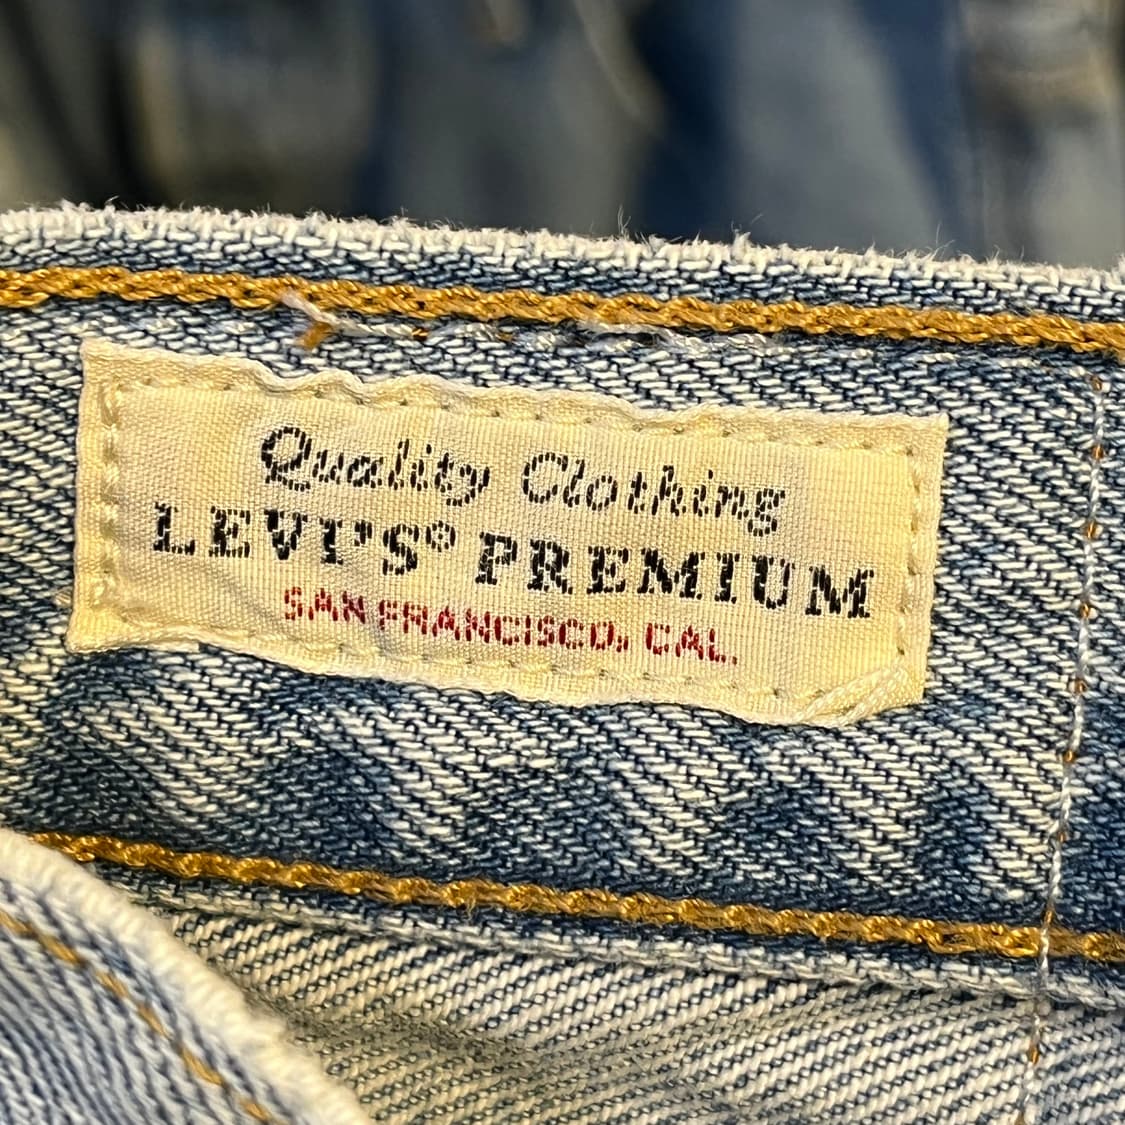 Quality Clothing
LEVI'S® PREMIUM
SAN FRANCISCO, CAL.